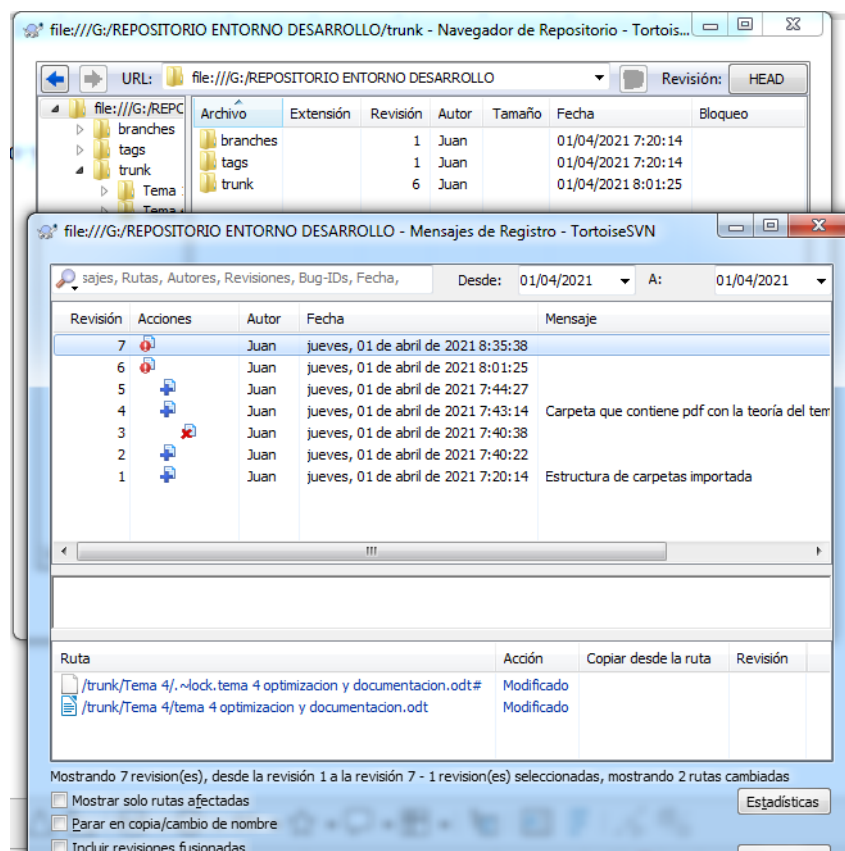 file:///G:/REPOSITORIO ENTORNO DESARROLLO/trunk - Navegador de Repositorio - Tortois...
URL: file:///G:/REPOSITORIO ENTORNO DESARROLLO Revisión: HEAD
file:///G:/REPC
branches
tags
trunk
Tema
Tema
Archivo Extensión Revisión Autor Tamaño Fecha Bloqueo
branches 1 Juan 01/04/2021 7:20:14
tags 1 Juan 01/04/2021 7:20:14
trunk 6 Juan 01/04/2021 8:01:25
file:///G:/REPOSITORIO ENTORNO DESARROLLO - Mensajes de Registro - TortoiseSVN
sajes, Rutas, Autores, Revisiones, Bug-IDs, Fecha, Desde: 01/04/2021 A: 01/04/2021
Revisión Acciones Autor Fecha Mensaje
7 Juan jueves, 01 de abril de 2021 8:35:38
6 Juan jueves, 01 de abril de 2021 8:01:25
5 Juan jueves, 01 de abril de 2021 7:44:27
4 Juan jueves, 01 de abril de 2021 7:43:14 Carpeta que contiene pdf con la teoría del tem
3 Juan jueves, 01 de abril de 2021 7:40:38
2 Juan jueves, 01 de abril de 2021 7:40:22
1 Juan jueves, 01 de abril de 2021 7:20:14 Estructura de carpetas importada
Ruta Acción Copiar desde la ruta Revisión
/trunk/Tema 4/.~lock.tema 4 optimizacion y documentacion.odt# Modificado
/trunk/Tema 4/tema 4 optimizacion y documentacion.odt Modificado
Mostrando 7 revision(es), desde la revisión 1 a la revisión 7 - 1 revision(es) seleccionadas, mostrando 2 rutas cambiadas
Mostrar solo rutas afectadas Estadísticas
Parar en copia/cambio de nombre
Incluir revisiones fusionadas